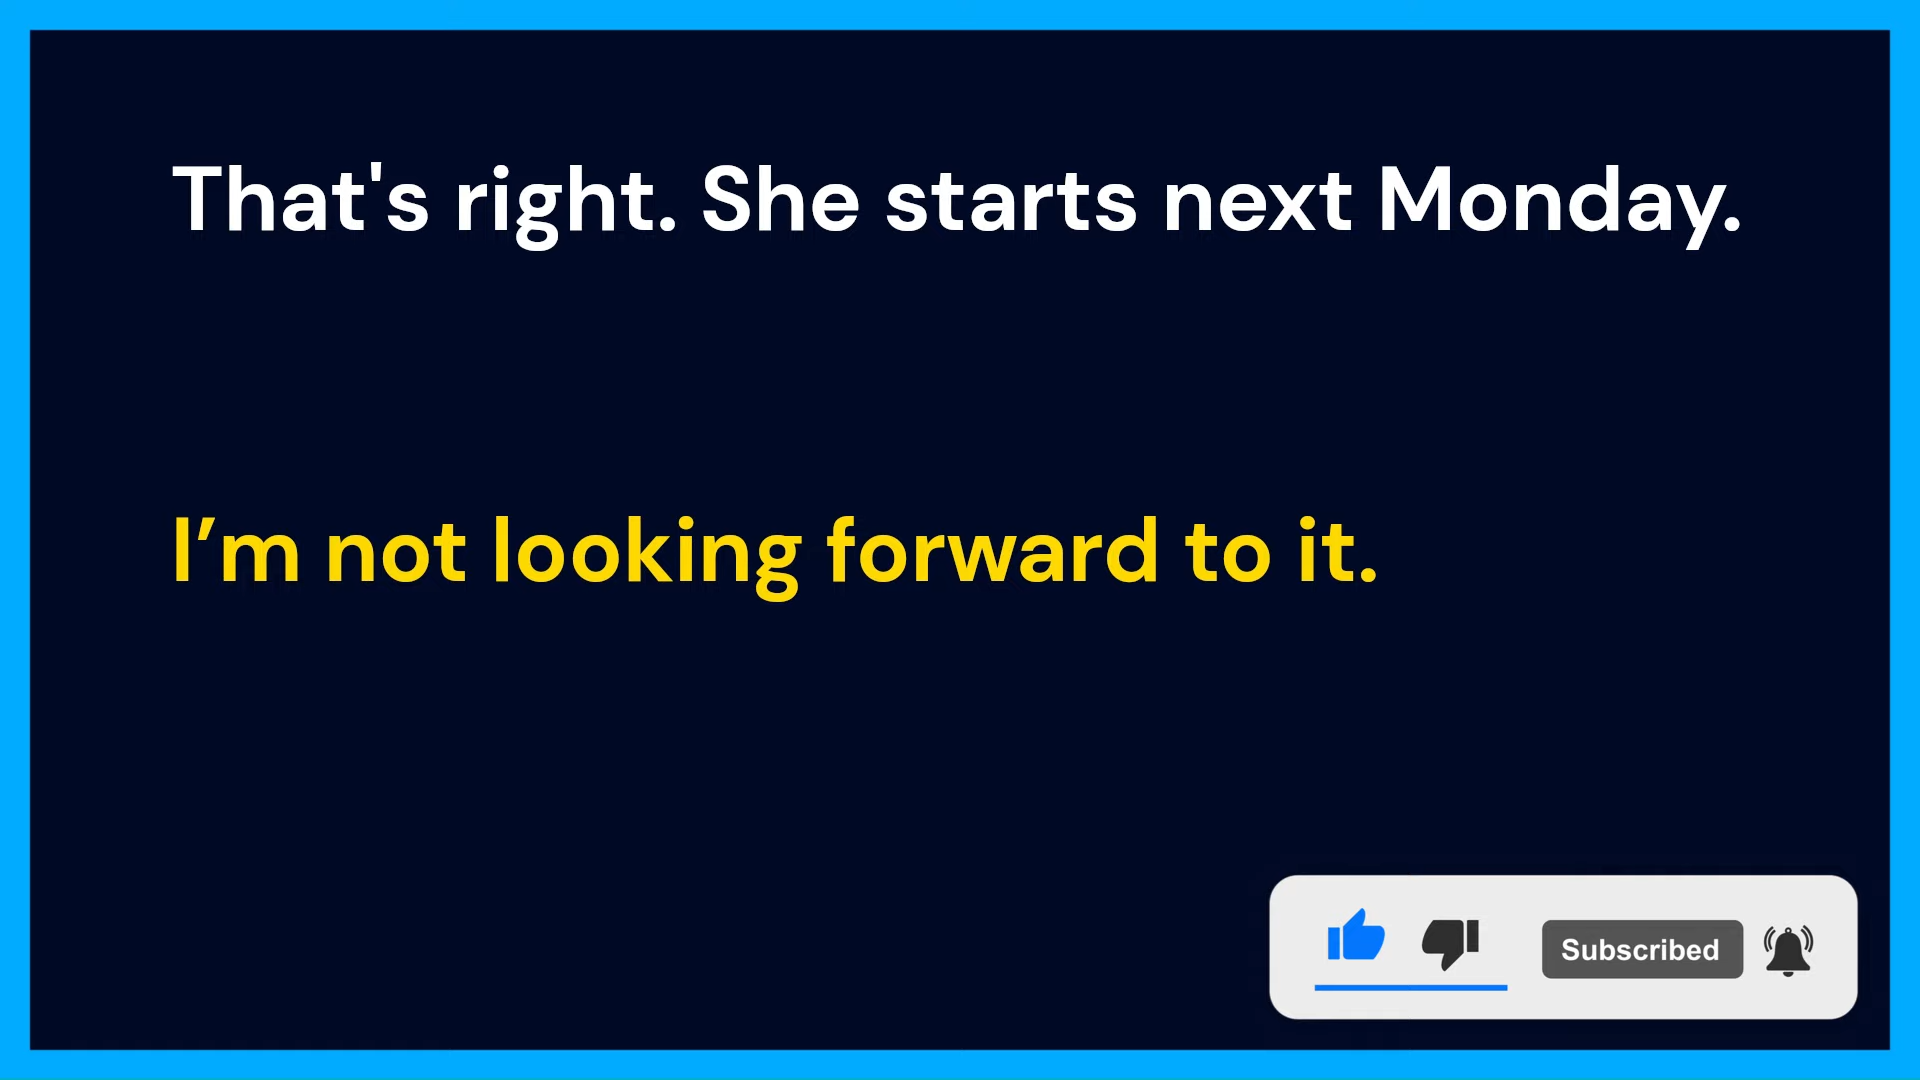 That's right. She starts next Monday.
I’m not looking forward to it.
Subscribed